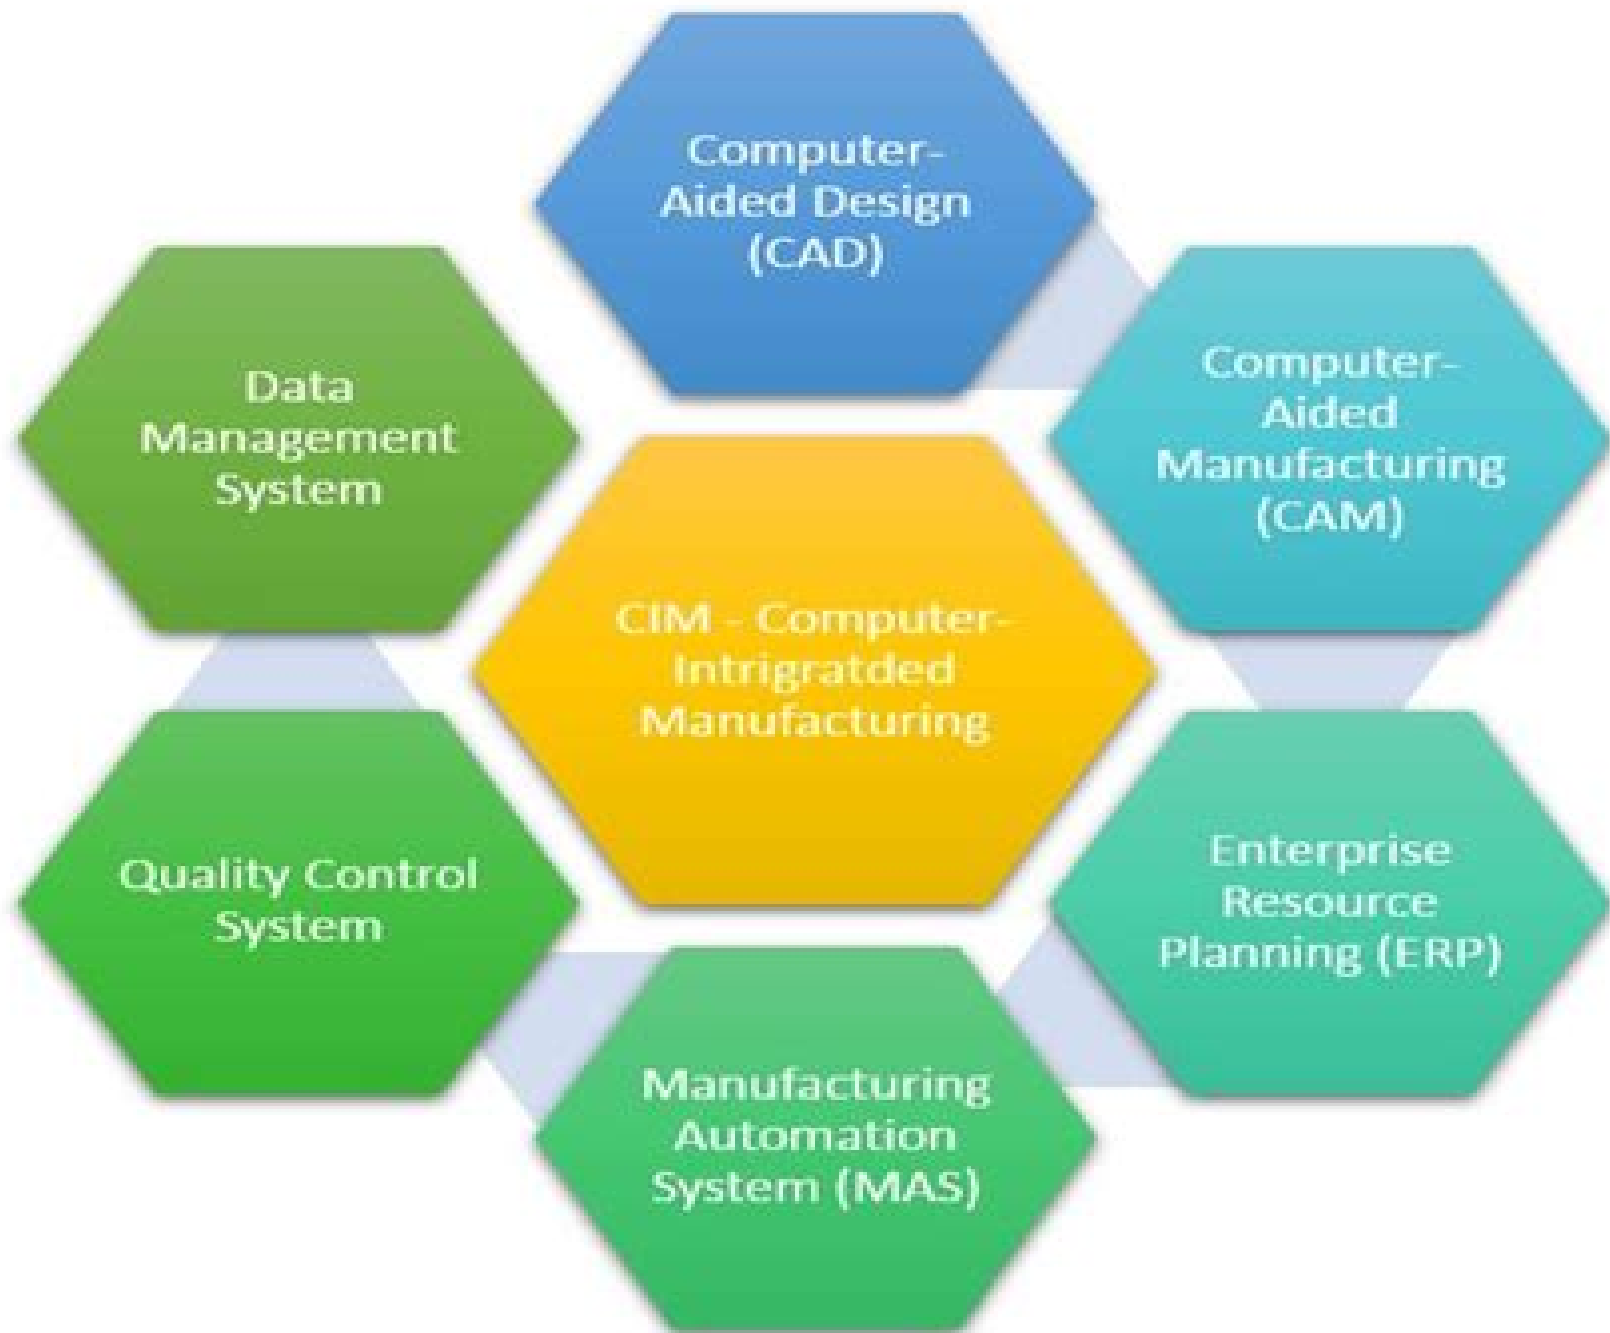 Computer-
Aided Design
(CAD)
Computer-
Aided
Manufacturing
(CAM)
Enterprise
Resource
Planning (ERP)
Manufacturing
Automation
System (MAS)
Quality Control
System
Data
Management
System
CIM - Computer-
Intrigratded
Manufacturing